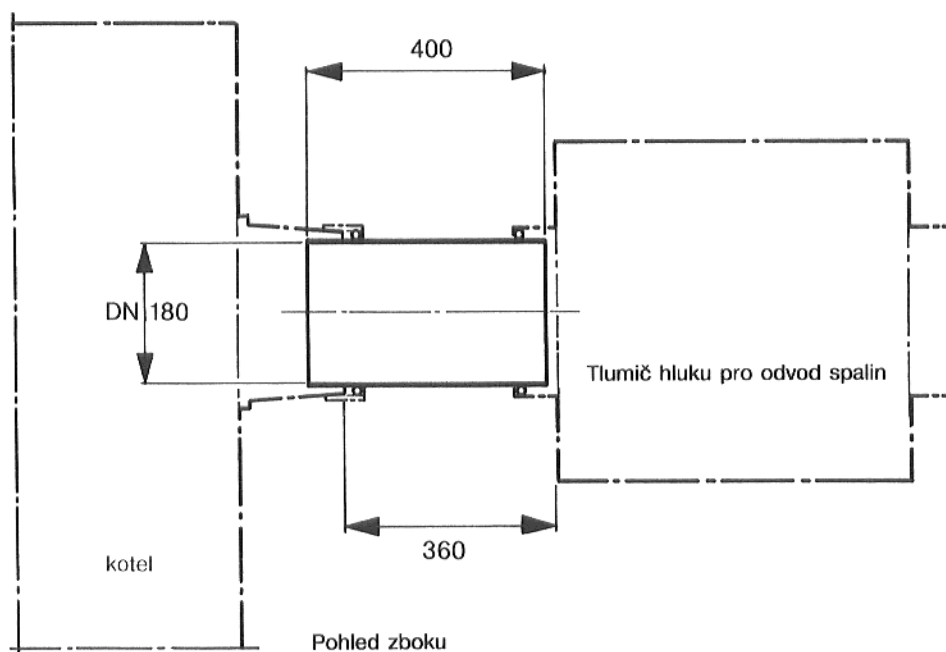 400
DN 180
Tlumič hluku pro odvod spalin
360
kotel
Pohled zboku